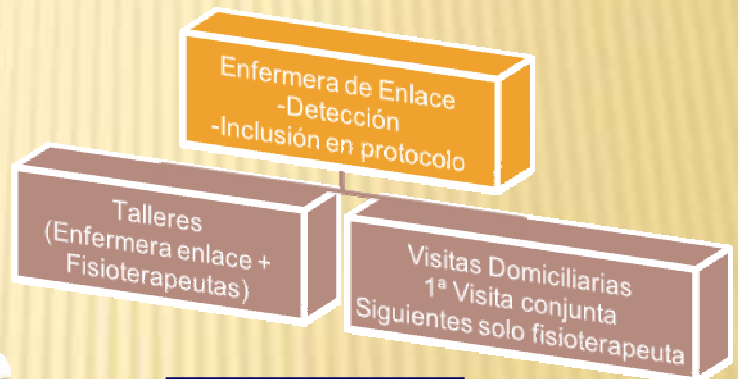 Enfermera de Enlace
-Detección
-Inclusión en protocolo
Talleres
(Enfermera enlace +
Fisioterapeutas)
Visitas Domiciliarias
1ª Visita conjunta
Siguientes solo fisioterapeuta